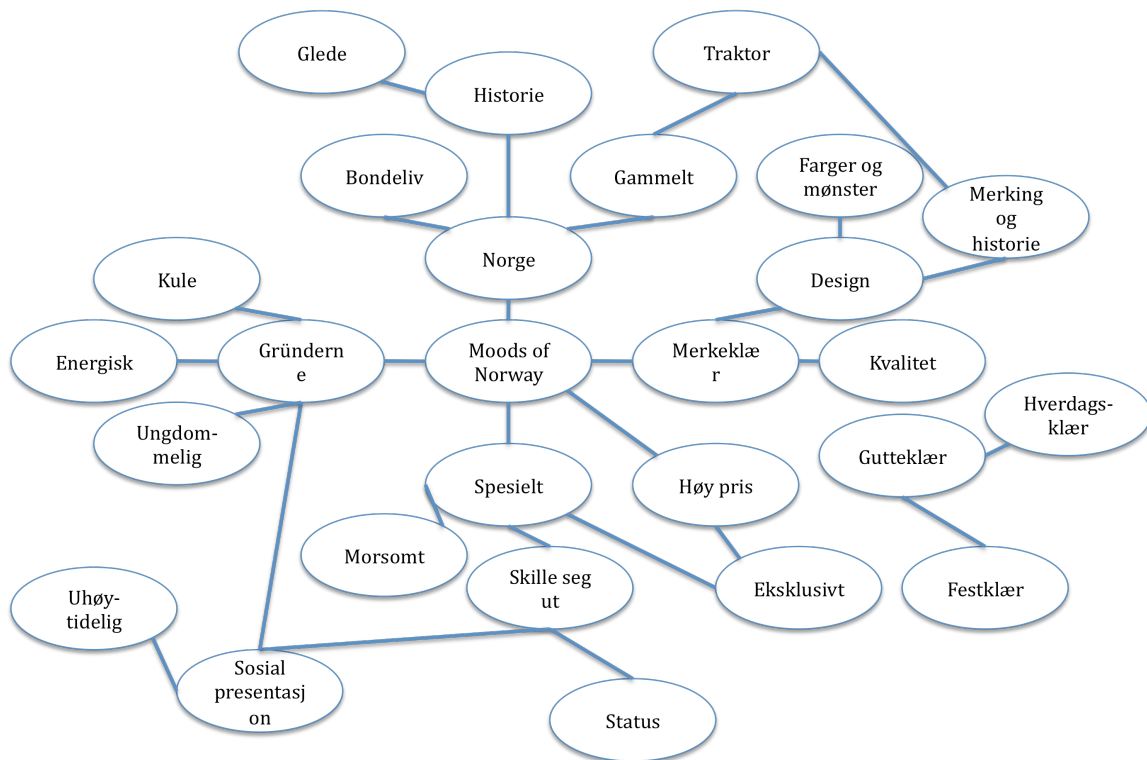 Glede
Traktor
Historie
Bondeliv
Gammelt
Farger og
mønster
Merking
og
historie
Norge
Kule
Design
Energisk
Gründern
e
Moods of
Norway
Merkeklæ
r
Kvalitet
Ungdom-
melig
Hverdags-
klær
Gutteklær
Spesielt
Høy pris
Morsomt
Skille seg
ut
Eksklusivt
Festklær
Uhøy-
tidelig
Sosial
presentasj
on
Status